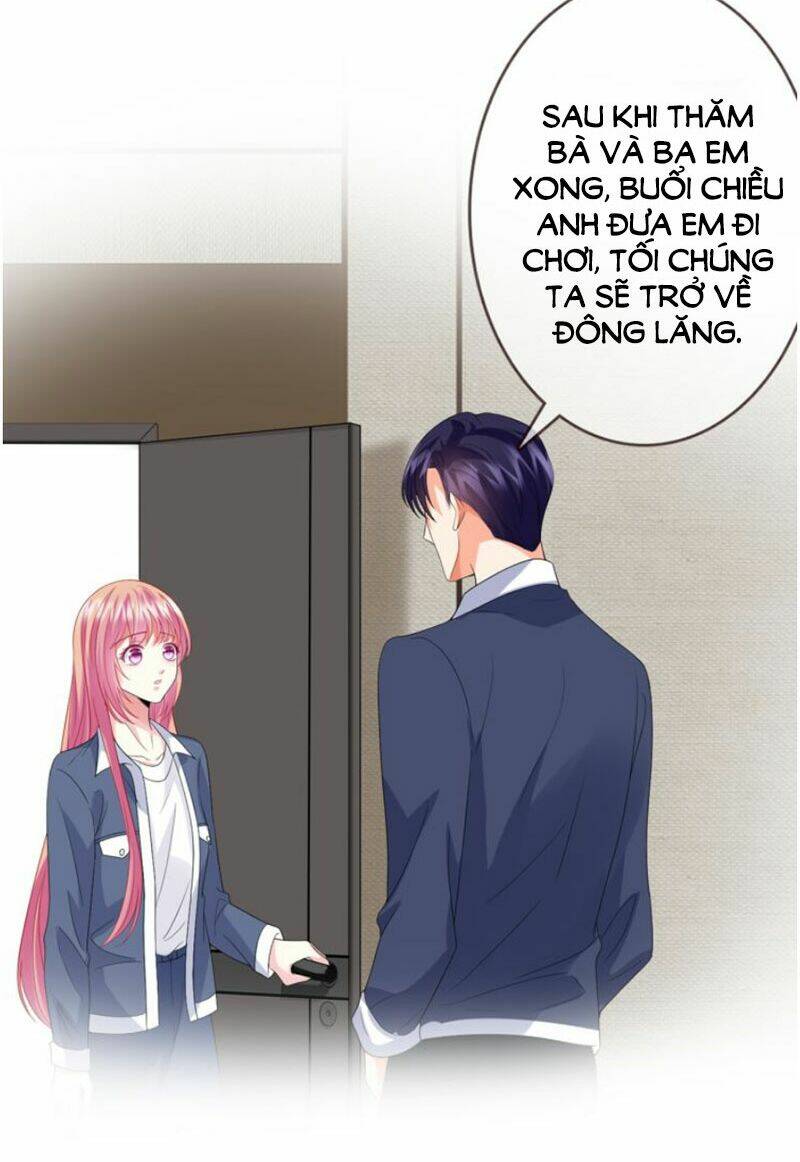 SAU KHI THĂM
BÀ VÀ BA EM
XONG, BUỔI CHIỀU
ANH ĐƯA EM ĐI
CHƠI, TỐI CHÚNG
TA SẼ TRỞ VỀ
ĐÔNG LĂNG.